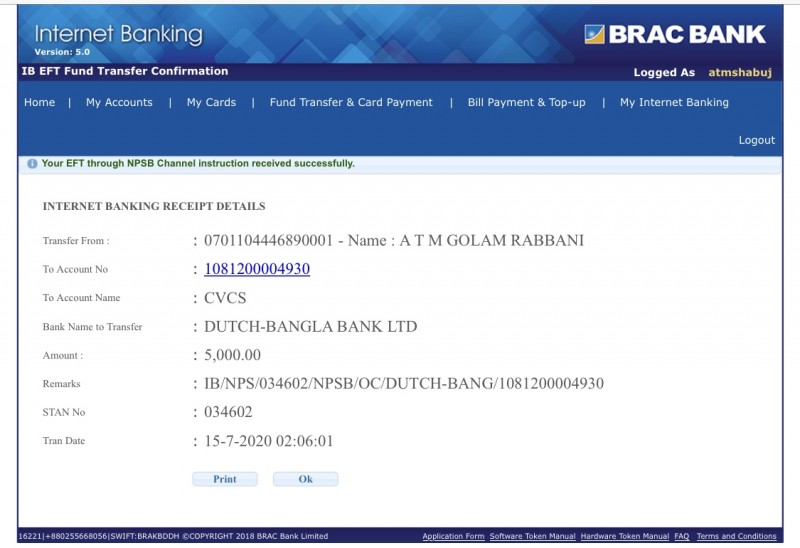 Internet Banking
Version: 5.0
BRAC BANK
IB EFT Fund Transfer Confirmation
Logged As atmshabuj
Home | My Accounts | My Cards | Fund Transfer & Card Payment | Bill Payment & Top-up | My Internet Banking
Logout
Your EFT through NPSB Channel instruction received successfully.
INTERNET BANKING RECEIPT DETAILS
Transfer From : : 0701104446890001 - Name : A T M GOLAM RABBANI
To Account No : 1081200004930
To Account Name : CVCS
Bank Name to Transfer : DUTCH-BANGLA BANK LTD
Amount : : 5,000.00
Remarks : IB/NPS/034602/NPSB/OC/DUTCH-BANG/1081200004930
STAN No : 034602
Tran Date : 15-7-2020 02:06:01
Print Ok
16221|+880255668056|SWIFT:BRAKBDDH ©COPYRIGHT 2018 BRAC Bank Limited Application Form Software Token Manual Hardware Token Manual FAQ Terms and Conditions